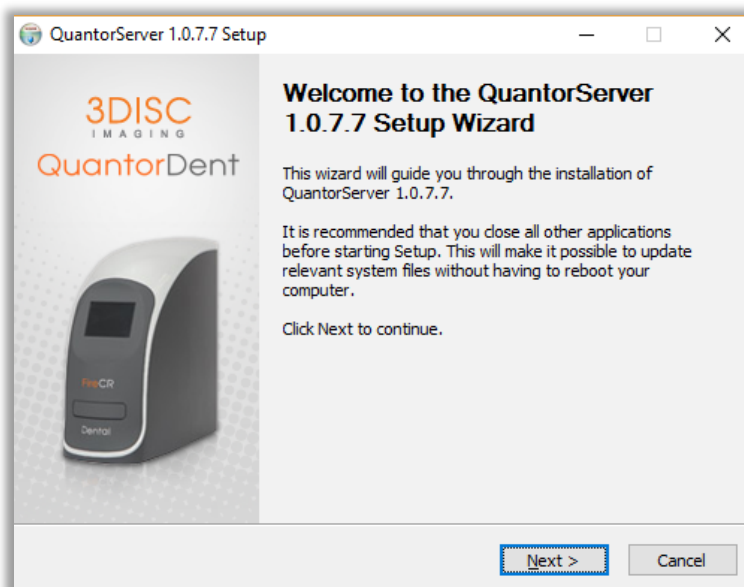 QuantorServer 1.0.7.7 Setup
3DISC
IMAGING
QuantorDent
FireCR
Dental
Welcome to the QuantorServer
1.0.7.7 Setup Wizard
This wizard will guide you through the installation of
QuantorServer 1.0.7.7.
It is recommended that you close all other applications
before starting Setup. This will make it possible to update
relevant system files without having to reboot your
computer.
Click Next to continue.
Next >
Cancel